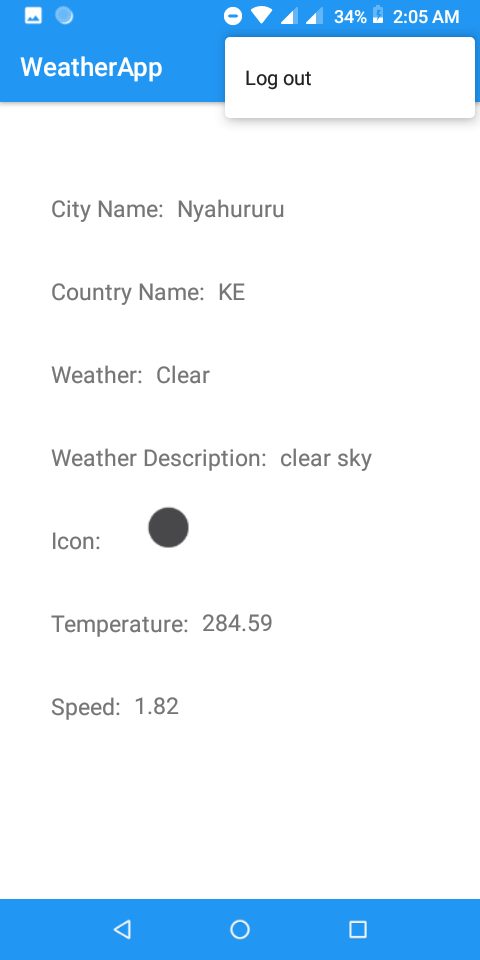 34% 2:05 AM
WeatherApp
Log out
City Name: Nyahururu
Country Name: KE
Weather: Clear
Weather Description: clear sky
Icon:
Temperature: 284.59
Speed: 1.82